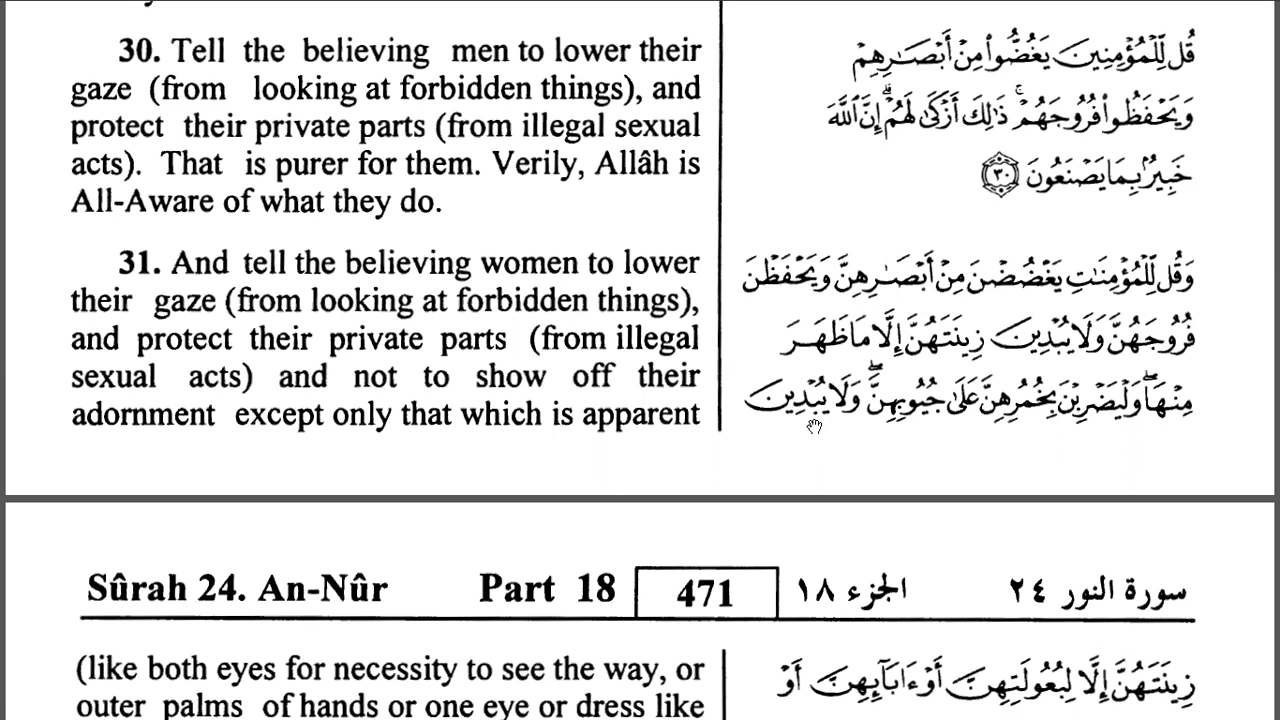 30. Tell the believing men to lower their
gaze (from looking at forbidden things), and
protect their private parts (from illegal sexual
acts). That is purer for them. Verily, Allâh is
All-Aware of what they do.
قُل لِّلْمُؤْمِنِينَ يَغُضُّوا۟ مِنْ أَبْصَـٰرِهِمْ
وَيَحْفَظُوا۟ فُرُوجَهُمْ ۚ ذَٰلِكَ أَزْكَىٰ لَهُمْ ۗ إِنَّ ٱللَّهَ
خَبِيرٌۢ بِمَا يَصْنَعُونَ ٣٠
31. And tell the believing women to lower
their gaze (from looking at forbidden things),
and protect their private parts (from illegal
sexual acts) and not to show off their
adornment except only that which is apparent
وَقُل لِّلْمُؤْمِنَـٰتِ يَغْضُضْنَ مِنْ أَبْصَـٰرِهِنَّ وَيَحْفَظْنَ
فُرُوجَهُنَّ وَلَا يُبْدِينَ زِينَتَهُنَّ إِلَّا مَا ظَهَرَ
مِنْهَا ۖ وَلْيَضْرِبْنَ بِخُمُرِهِنَّ عَلَىٰ جُيُوبِهِنَّ ۖ وَلَا يُبْدِينَ
Sûrah 24. An-Nûr Part 18 471 الجزء ١٨ سورة النور ٢٤
(like both eyes for necessity to see the way, or
outer palms of hands or one eye or dress like
زِينَتَهُنَّ إِلَّا لِبُعُولَتِهِنَّ أَوْ ءَابَآئِهِنَّ أَوْ